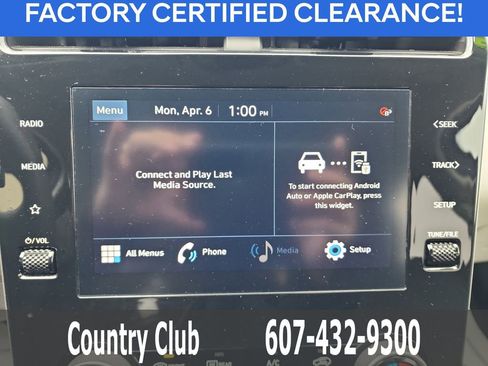 FACTORY CERTIFIED CLEARANCE!
Menu Mon, Apr. 6 1:00 PM
RADIO
MEDIA
POWER/VOL
SEEK
TRACK
SETUP
TUNE/FILE
Connect and Play Last
Media Source.
To start connecting Android
Auto or Apple CarPlay, press
this widget.
All Menus Phone Media Setup
Country Club 607-432-9300
REAR A/C